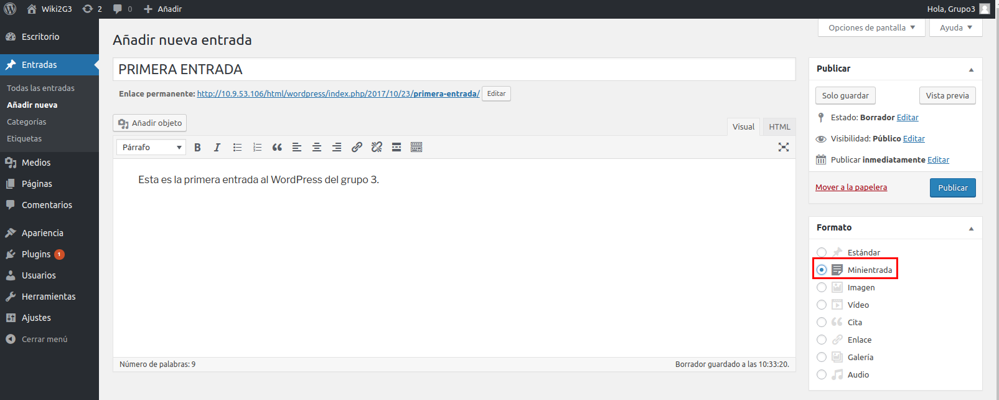 Wiki2G3 2 0 Añadir Hola, Grupo3
Opciones de pantalla Ayuda
Escritorio
Entradas
Todas las entradas
Añadir nueva
Categorías
Etiquetas
Medios
Páginas
Comentarios
Apariencia
Plugins 1
Usuarios
Herramientas
Ajustes
Cerrar menú
Añadir nueva entrada
PRIMERA ENTRADA
Enlace permanente: http://10.9.53.106/html/wordpress/index.php/2017/10/23/primera-entrada/ Editar
Añadir objeto
Visual HTML
Párrafo
Esta es la primera entrada al WordPress del grupo 3.
Número de palabras: 9 Borrador guardado a las 10:33:20.
Publicar
Solo guardar Vista previa
Estado: Borrador Editar
Visibilidad: Público Editar
Publicar inmediatamente Editar
Mover a la papelera Publicar
Formato
Estándar
Minientrada
Imagen
Vídeo
Cita
Enlace
Galería
Audio